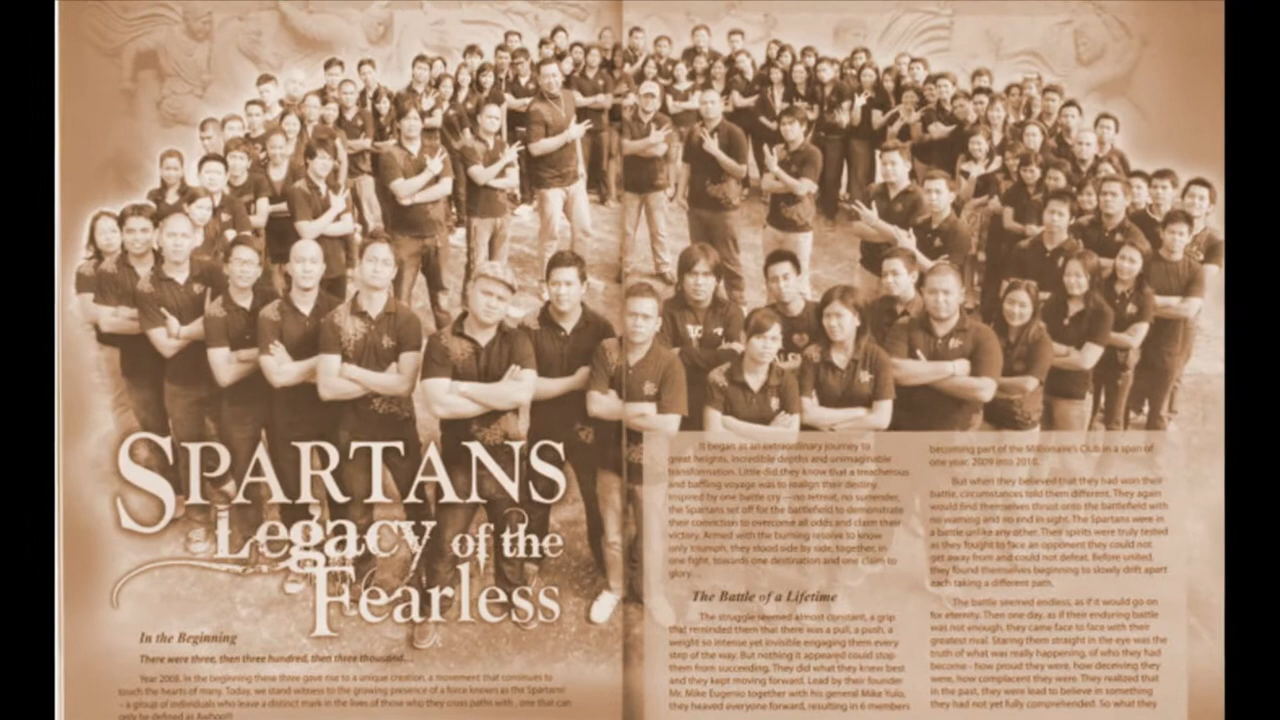 SPARTANS
Legacy of the
Fearless
In the Beginning
There were three, then three hundred, then three thousand...
Year 2008. In the beginning these three gave rise to a unique creation, a movement that continues to
touch the hearts of many. Today, we stand witness to the growing presence of a force known as the Spartans!
– a group of individuals who leave a distinct mark in the lives of those who they cross paths with , one that can
only be defined as Awhoo!!!
It began as an extraordinary journey to
great heights, incredible depths and unimaginable
transformation. Little did they know that a treacherous
and baffling voyage was to realign their destiny.
Inspired by one battle cry —no retreat, no surrender,
the Spartans set off for the battlefield to demonstrate
their conviction to overcome all odds and claim their
victory. Armed with the burning resolve to know
only triumph, they stood side by side, together, in
one fight, towards one destination and one claim to
glory...
The Battle of a Lifetime
The struggle seemed almost constant, a grip
that reminded them that there was a pull, a push, a
weight so intense yet invisible engaging them every
step of the way. But nothing it appeared could stop
them from succeeding. They did what they knew best
and they kept moving forward. Lead by their founder
Mr. Mike Eugenio together with his general Mike Yulo,
they heaved everyone forward, resulting in 6 members
becoming part of the Millionaire's Club in a span of
one year, 2009 into 2010.
But when they believed that they had won their
battle, circumstances told them different. They again
would find themselves thrust onto the battlefield with
no warning and no end in sight. The Spartans were in
a battle unlike any other. Their spirits were truly tested
as they fought to face an opponent they could not
get away from and could not defeat. Before united,
they found themselves beginning to slowly drift apart
each taking a different path.
The battle seemed endless, as if it would go on
for eternity. Then one day, as if their enduring battle
was not enough, they came face to face with their
greatest rival. Staring them straight in the eye was the
truth of what was really happening, of who they had
become – how proud they were, how deceiving they
were, how complacent they were. They realized that
in the past, they were lead to believe in something
they had not yet fully comprehended. So what they